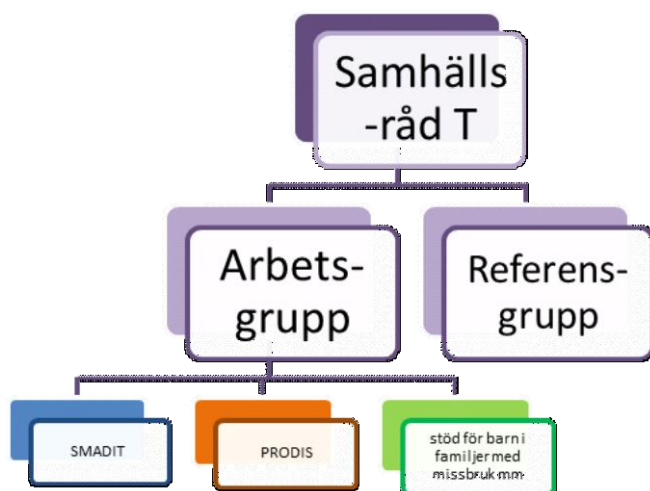 Samhälls
-råd T
Arbets-
grupp
Referens-
grupp
SMADIT
PRODIS
stöd för barn i
familjer med
missbruk mm